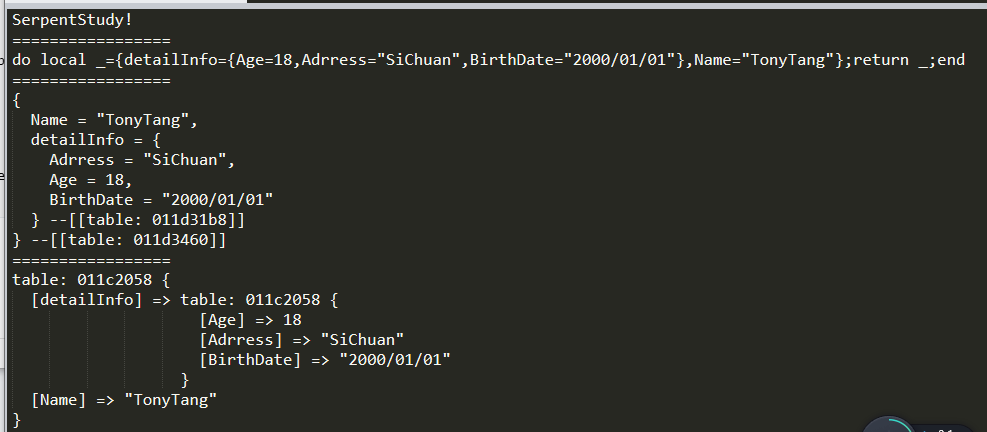 SerpentStudy!
=================
do local _={detailInfo={Age=18,Adrress="SiChuan",BirthDate="2000/01/01"},Name="TonyTang"};return _;end
=================
{
  Name = "TonyTang",
  detailInfo = {
    Adrress = "SiChuan",
    Age = 18,
    BirthDate = "2000/01/01"
  } --[[table: 011d31b8]]
} --[[table: 011d3460]]
=================
table: 011c2058 {
  [detailInfo] => table: 011c2058 {
                    [Age] => 18
                    [Adrress] => "SiChuan"
                    [BirthDate] => "2000/01/01"
                  }
  [Name] => "TonyTang"
}